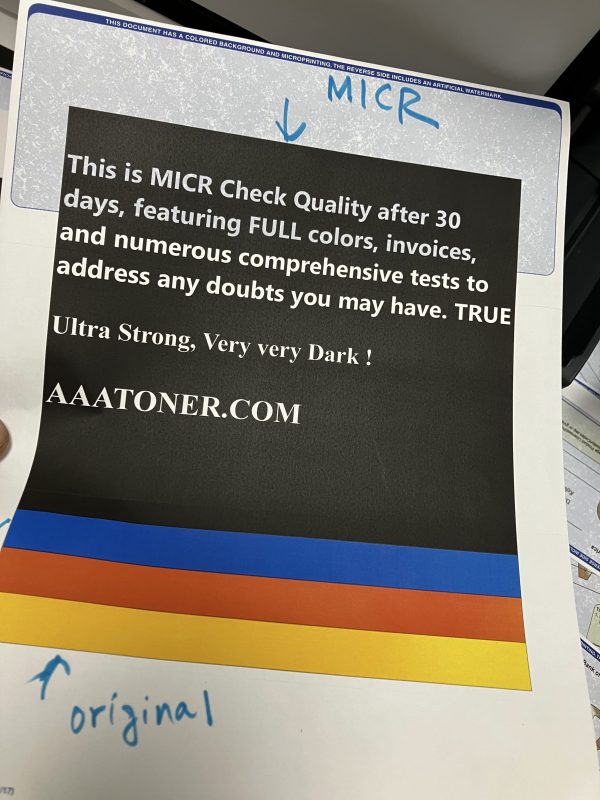 THIS DOCUMENT HAS A COLORED BACKGROUND AND MICROPRINTING. THE REVERSE SIDE INCLUDES AN ARTIFICIAL WATERMARK.
MICR
This is MICR Check Quality after 30
days, featuring FULL colors, invoices,
and numerous comprehensive tests to
address any doubts you may have. TRUE
Ultra Strong, Very very Dark !
AAATONER.COM
original